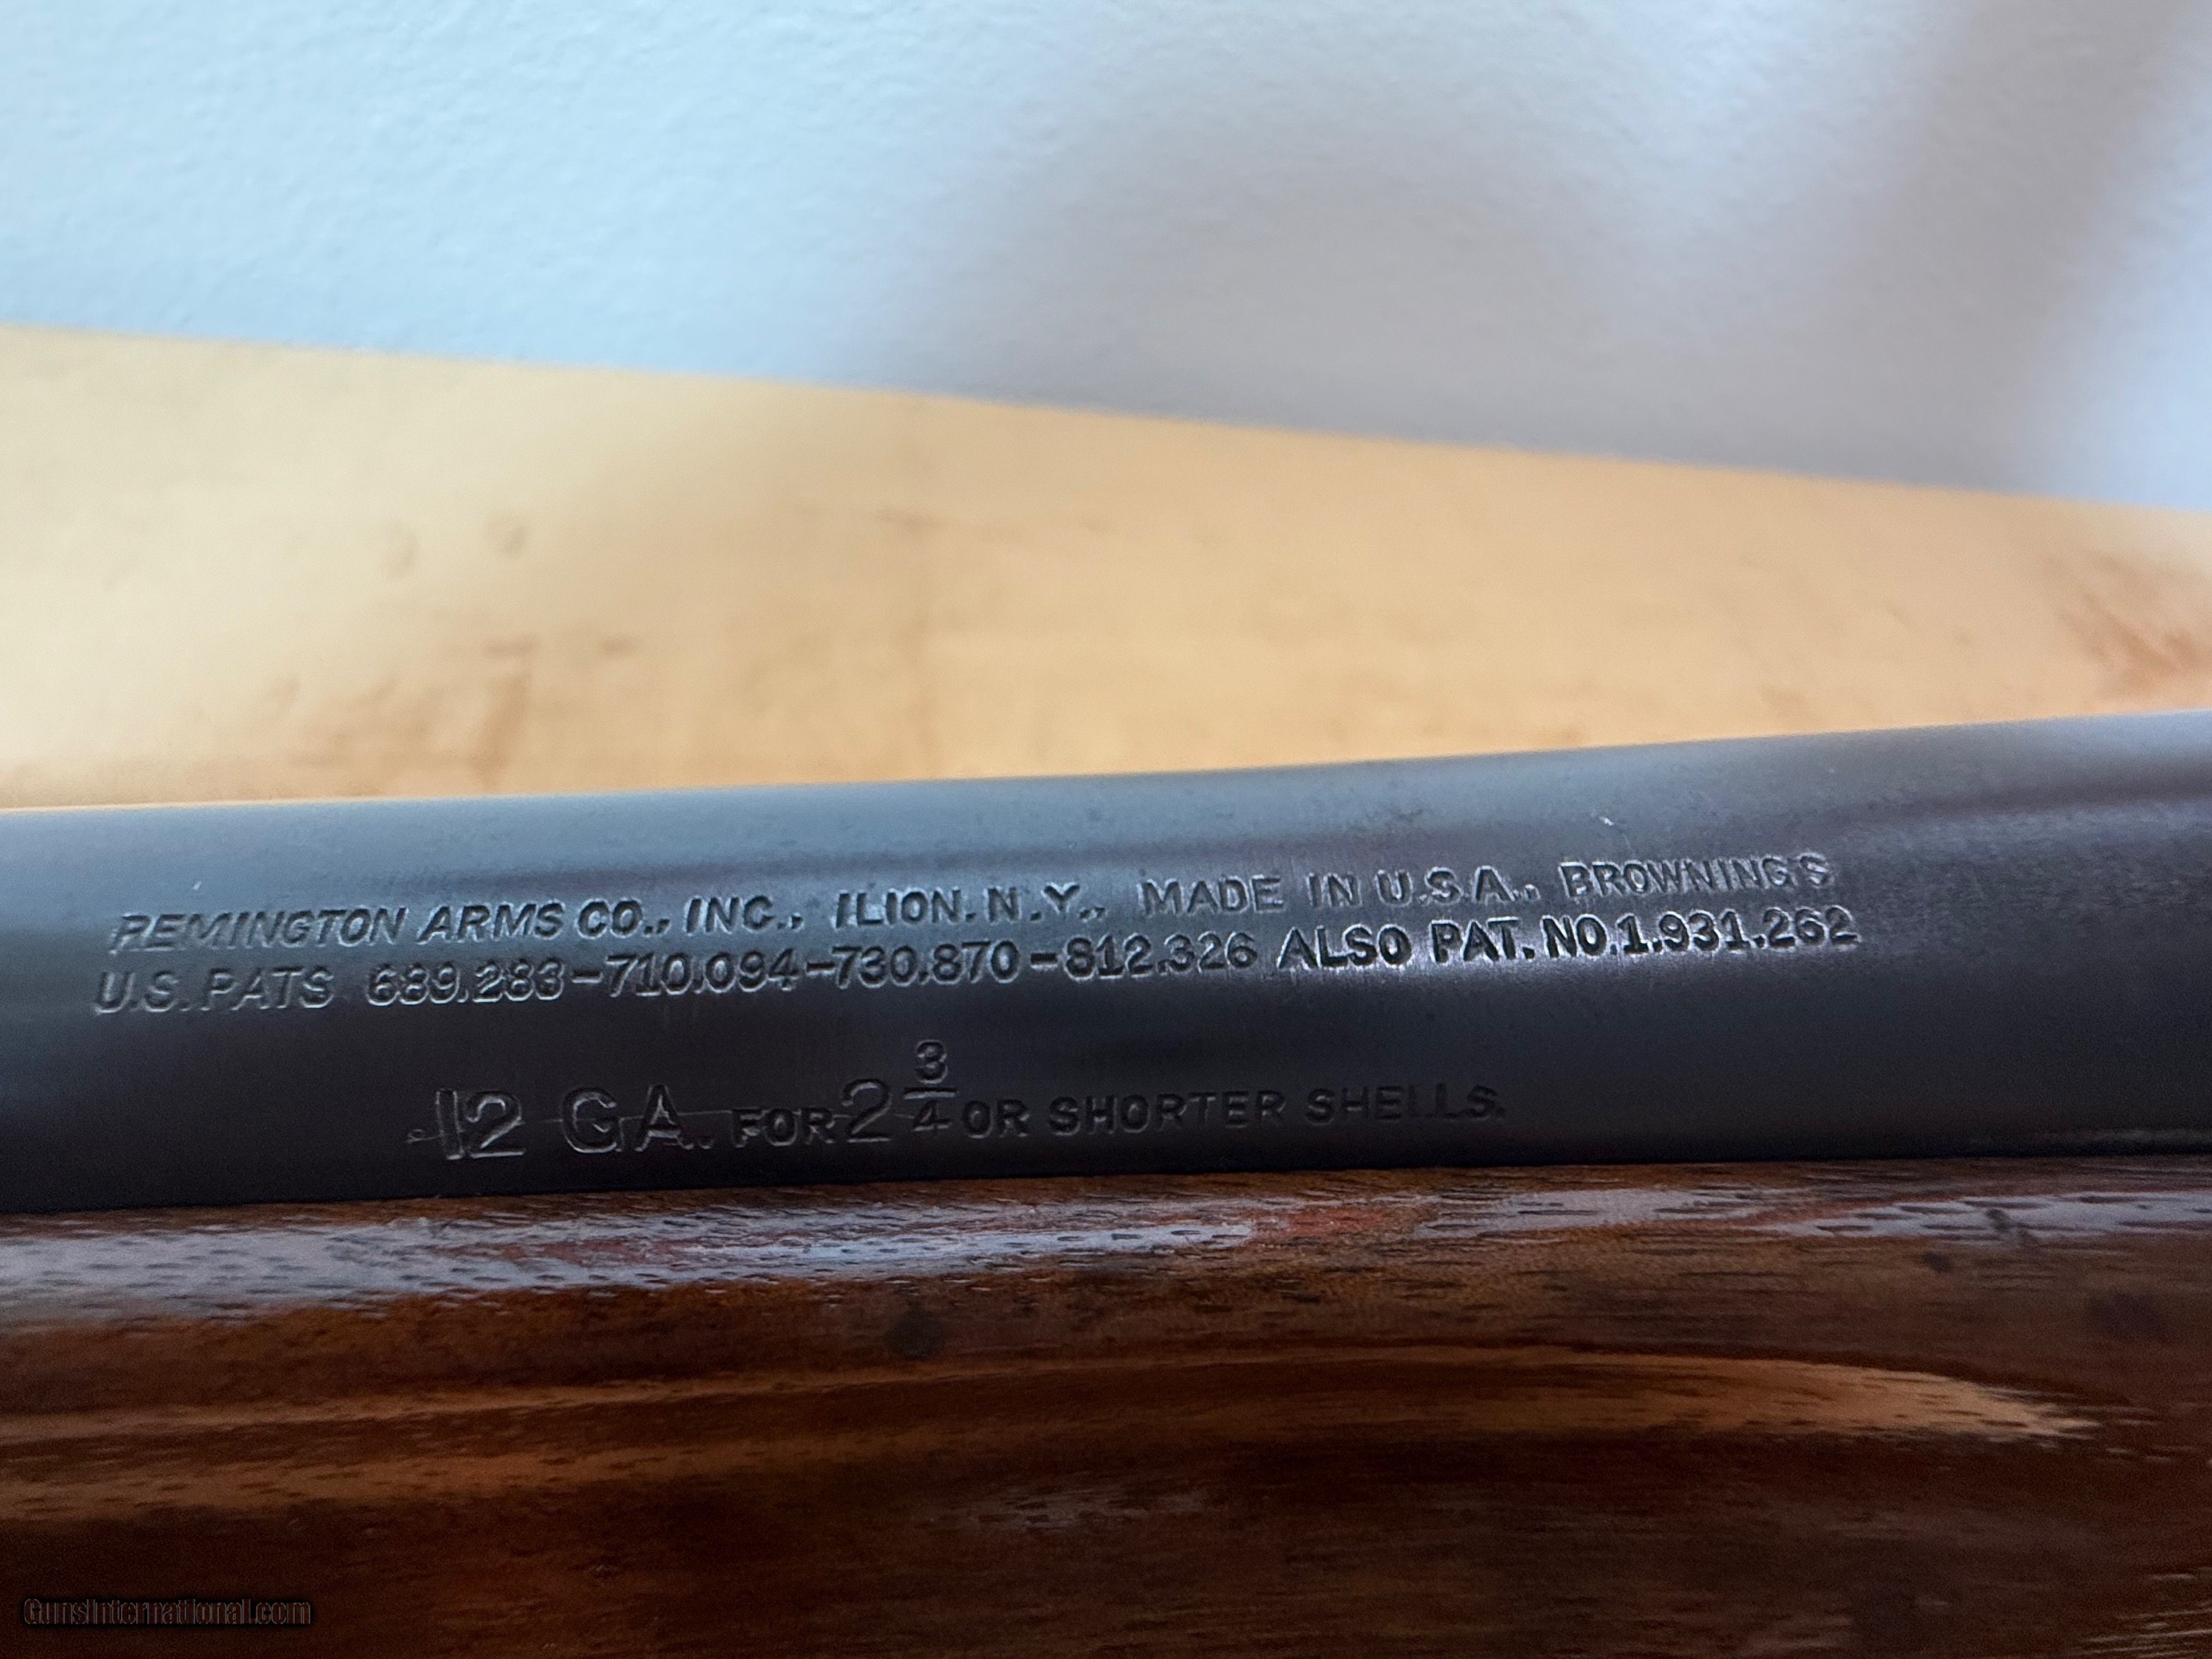 REMINGTON ARMS CO., INC., ILION. N.Y., MADE IN U.S.A., BROWNING'S
U.S. PATS 689.283-710.094-730.870-812.326 ALSO PAT. NO.1.931.262
12 GA. FOR 2 3/4 OR SHORTER SHELLS.
GunsInternational.com